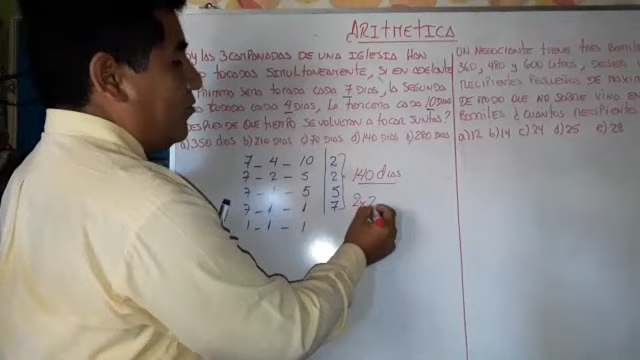 ARITMETICA
oy las 3 CAMPANADAS DE UNA IGLESIA HAN
TOCADAS SIMULTANEAMENTE, SI EN ADELANTE
PRIMERO SERA TOCADA CADA 7 DIAS, LA SEGUNDA
TOCADA CADA 4 DIAS, LA TERCERA CADA 10 DIAS
DESPUES DE QUE TIEMPO SE VOLVERAN A TOCAR JUNTAS?
a) 350 DIAS b) 210 DIAS c) 70 DIAS d) 140 DIAS e) 280 DIAS
7 - 4 - 10 | 2
7 - 2 - 5 | 2
7 - 1 - 5 | 5
7 - 1 - 1 | 7
1 - 1 - 1
140 dias
2x2
UN NEGOCIANTE TIENE TRES
360, 480 y 600 LITROS, DESEA
RECIPIENTES PEQUEÑOS DE
DE MODO QUE NO SOBRE VINO EN
¿CUANTOS RECIPIENTES
a) 12 b) 14 c) 24 d) 25 e) 28